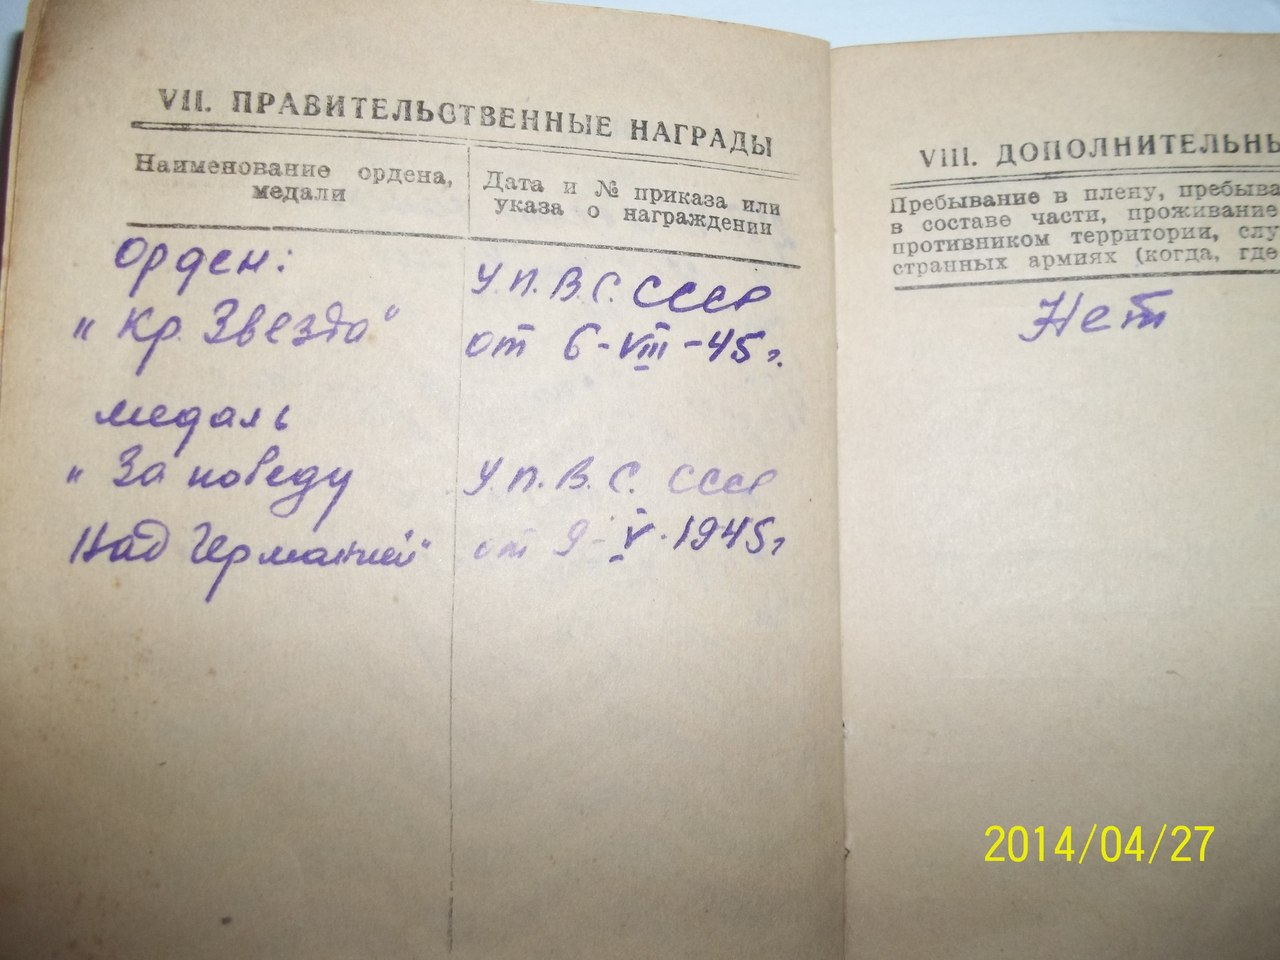 VII. ПРАВИТЕЛЬСТВЕННЫЕ НАГРАДЫ
Наименование ордена,
медали
Дата и № приказа или
указа о награждении
Орден:
У.П.В.С. СССР
"Кр. Звезда"
от 6-VIII-45г.
медаль
"За победу
У.П.В.С. СССР
Над Германией"
от 9-V.1945г
VIII. ДОПОЛНИТЕЛЬНЫ
Пребывание в плену, пребыва
в составе части, проживание
противником территории, слу
странных армиях (когда, где
Нет
2014/04/27